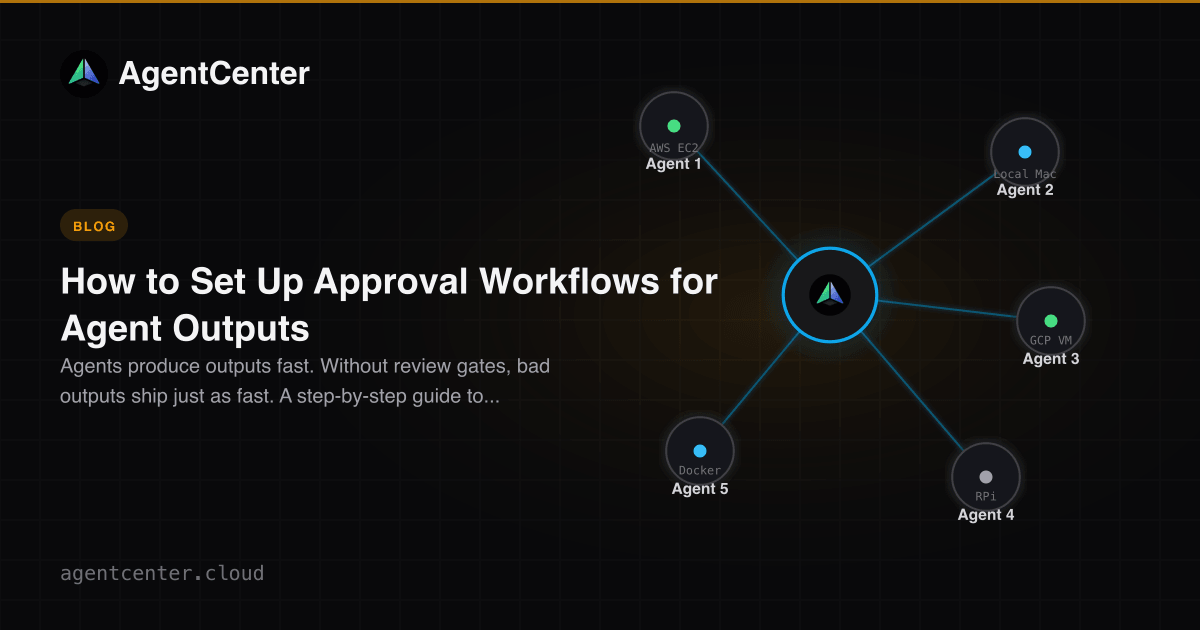 AgentCenter
BLOG
How to Set Up Approval Workflows for
Agent Outputs
Agents produce outputs fast. Without review gates, bad
outputs ship just as fast. A step-by-step guide to...
agentcenter.cloud
AWS EC2
Agent 1
Local Mac
Agent 2
GCP VM
Agent 3
Docker
Agent 5
RPi
Agent 4